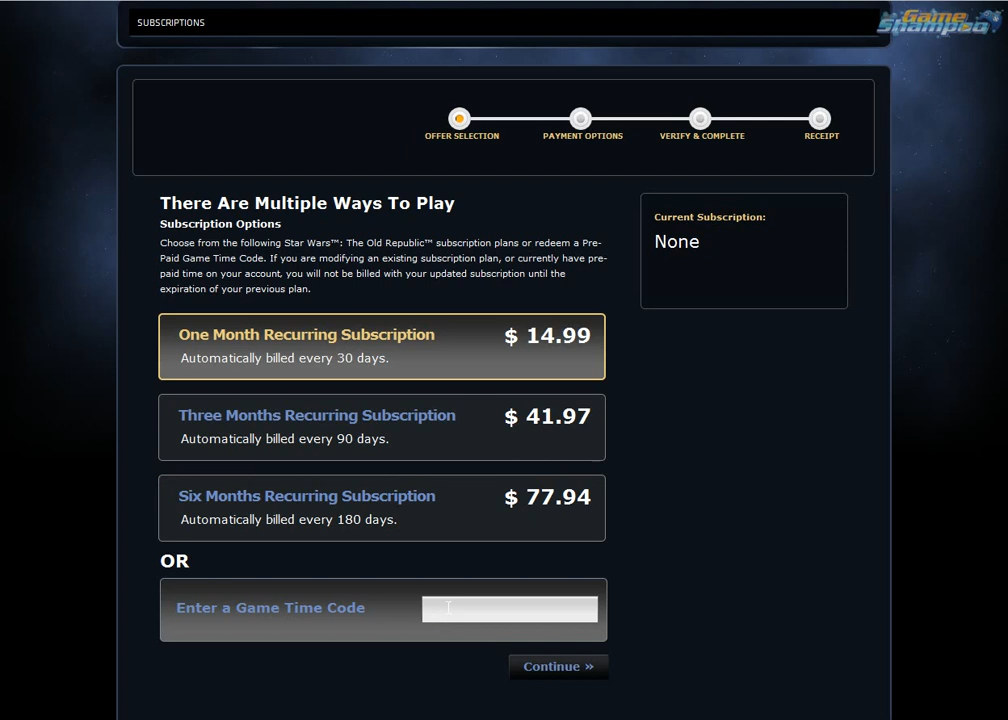 SUBSCRIPTIONS
Game
Shampoo
OFFER SELECTION
PAYMENT OPTIONS
VERIFY & COMPLETE
RECEIPT
There Are Multiple Ways To Play
Subscription Options
Choose from the following Star Wars™: The Old Republic™ subscription plans or redeem a Pre-
Paid Game Time Code. If you are modifying an existing subscription plan, or currently have pre-
paid time on your account, you will not be billed with your updated subscription until the
expiration of your previous plan.
Current Subscription:
None
One Month Recurring Subscription $ 14.99
Automatically billed every 30 days.
Three Months Recurring Subscription $ 41.97
Automatically billed every 90 days.
Six Months Recurring Subscription $ 77.94
Automatically billed every 180 days.
OR
Enter a Game Time Code
Continue »